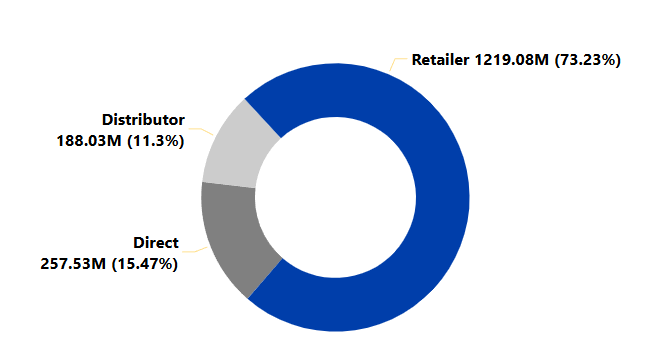 Retailer 1219.08M (73.23%)
Distributor
188.03M (11.3%)
Direct
257.53M (15.47%)